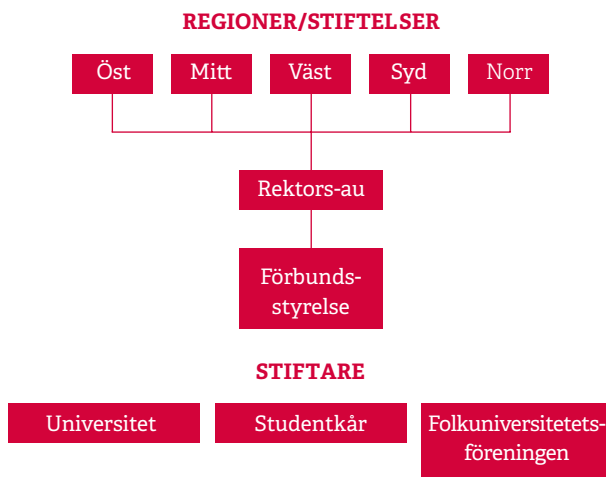 REGIONER/STIFTELSER
Öst
Mitt
Väst
Syd
Norr
Rektors-au
Förbunds-
styrelse
STIFTARE
Universitet
Studentkår
Folkuniversitetets-
föreningen